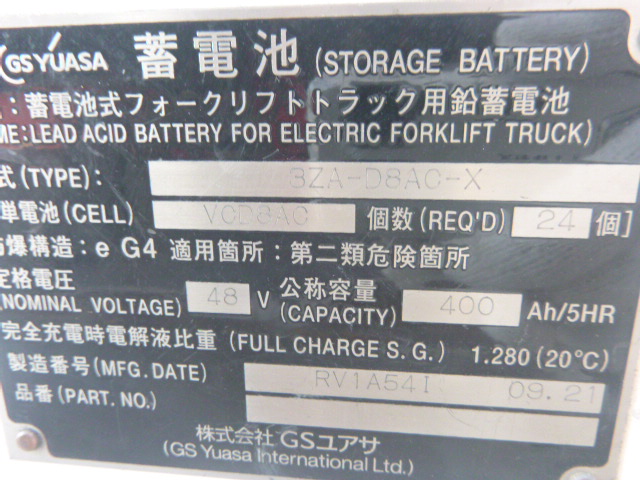 GS YUASA 蓄電池 (STORAGE BATTERY)
:蓄電池式フォークリフトトラック用鉛蓄電池
ME:LEAD ACID BATTERY FOR ELECTRIC FORKLIFT TRUCK)
式(TYPE): 3ZA-D8AC-X
単電池(CELL) VCD8AC 個数(REQ'D) 24 個]
防爆構造:e G4 適用箇所:第二類危険箇所
定格電圧 公称容量
(NOMINAL VOLTAGE) 48 V (CAPACITY) 400 Ah/5HR
完全充電時電解液比重 (FULL CHARGE S.G.) 1.280(20℃)
製造番号(MFG.DATE) RV1A54I 09.21
品番(PART.NO.)
株式会社 GSユアサ
(GS Yuasa International Ltd.)